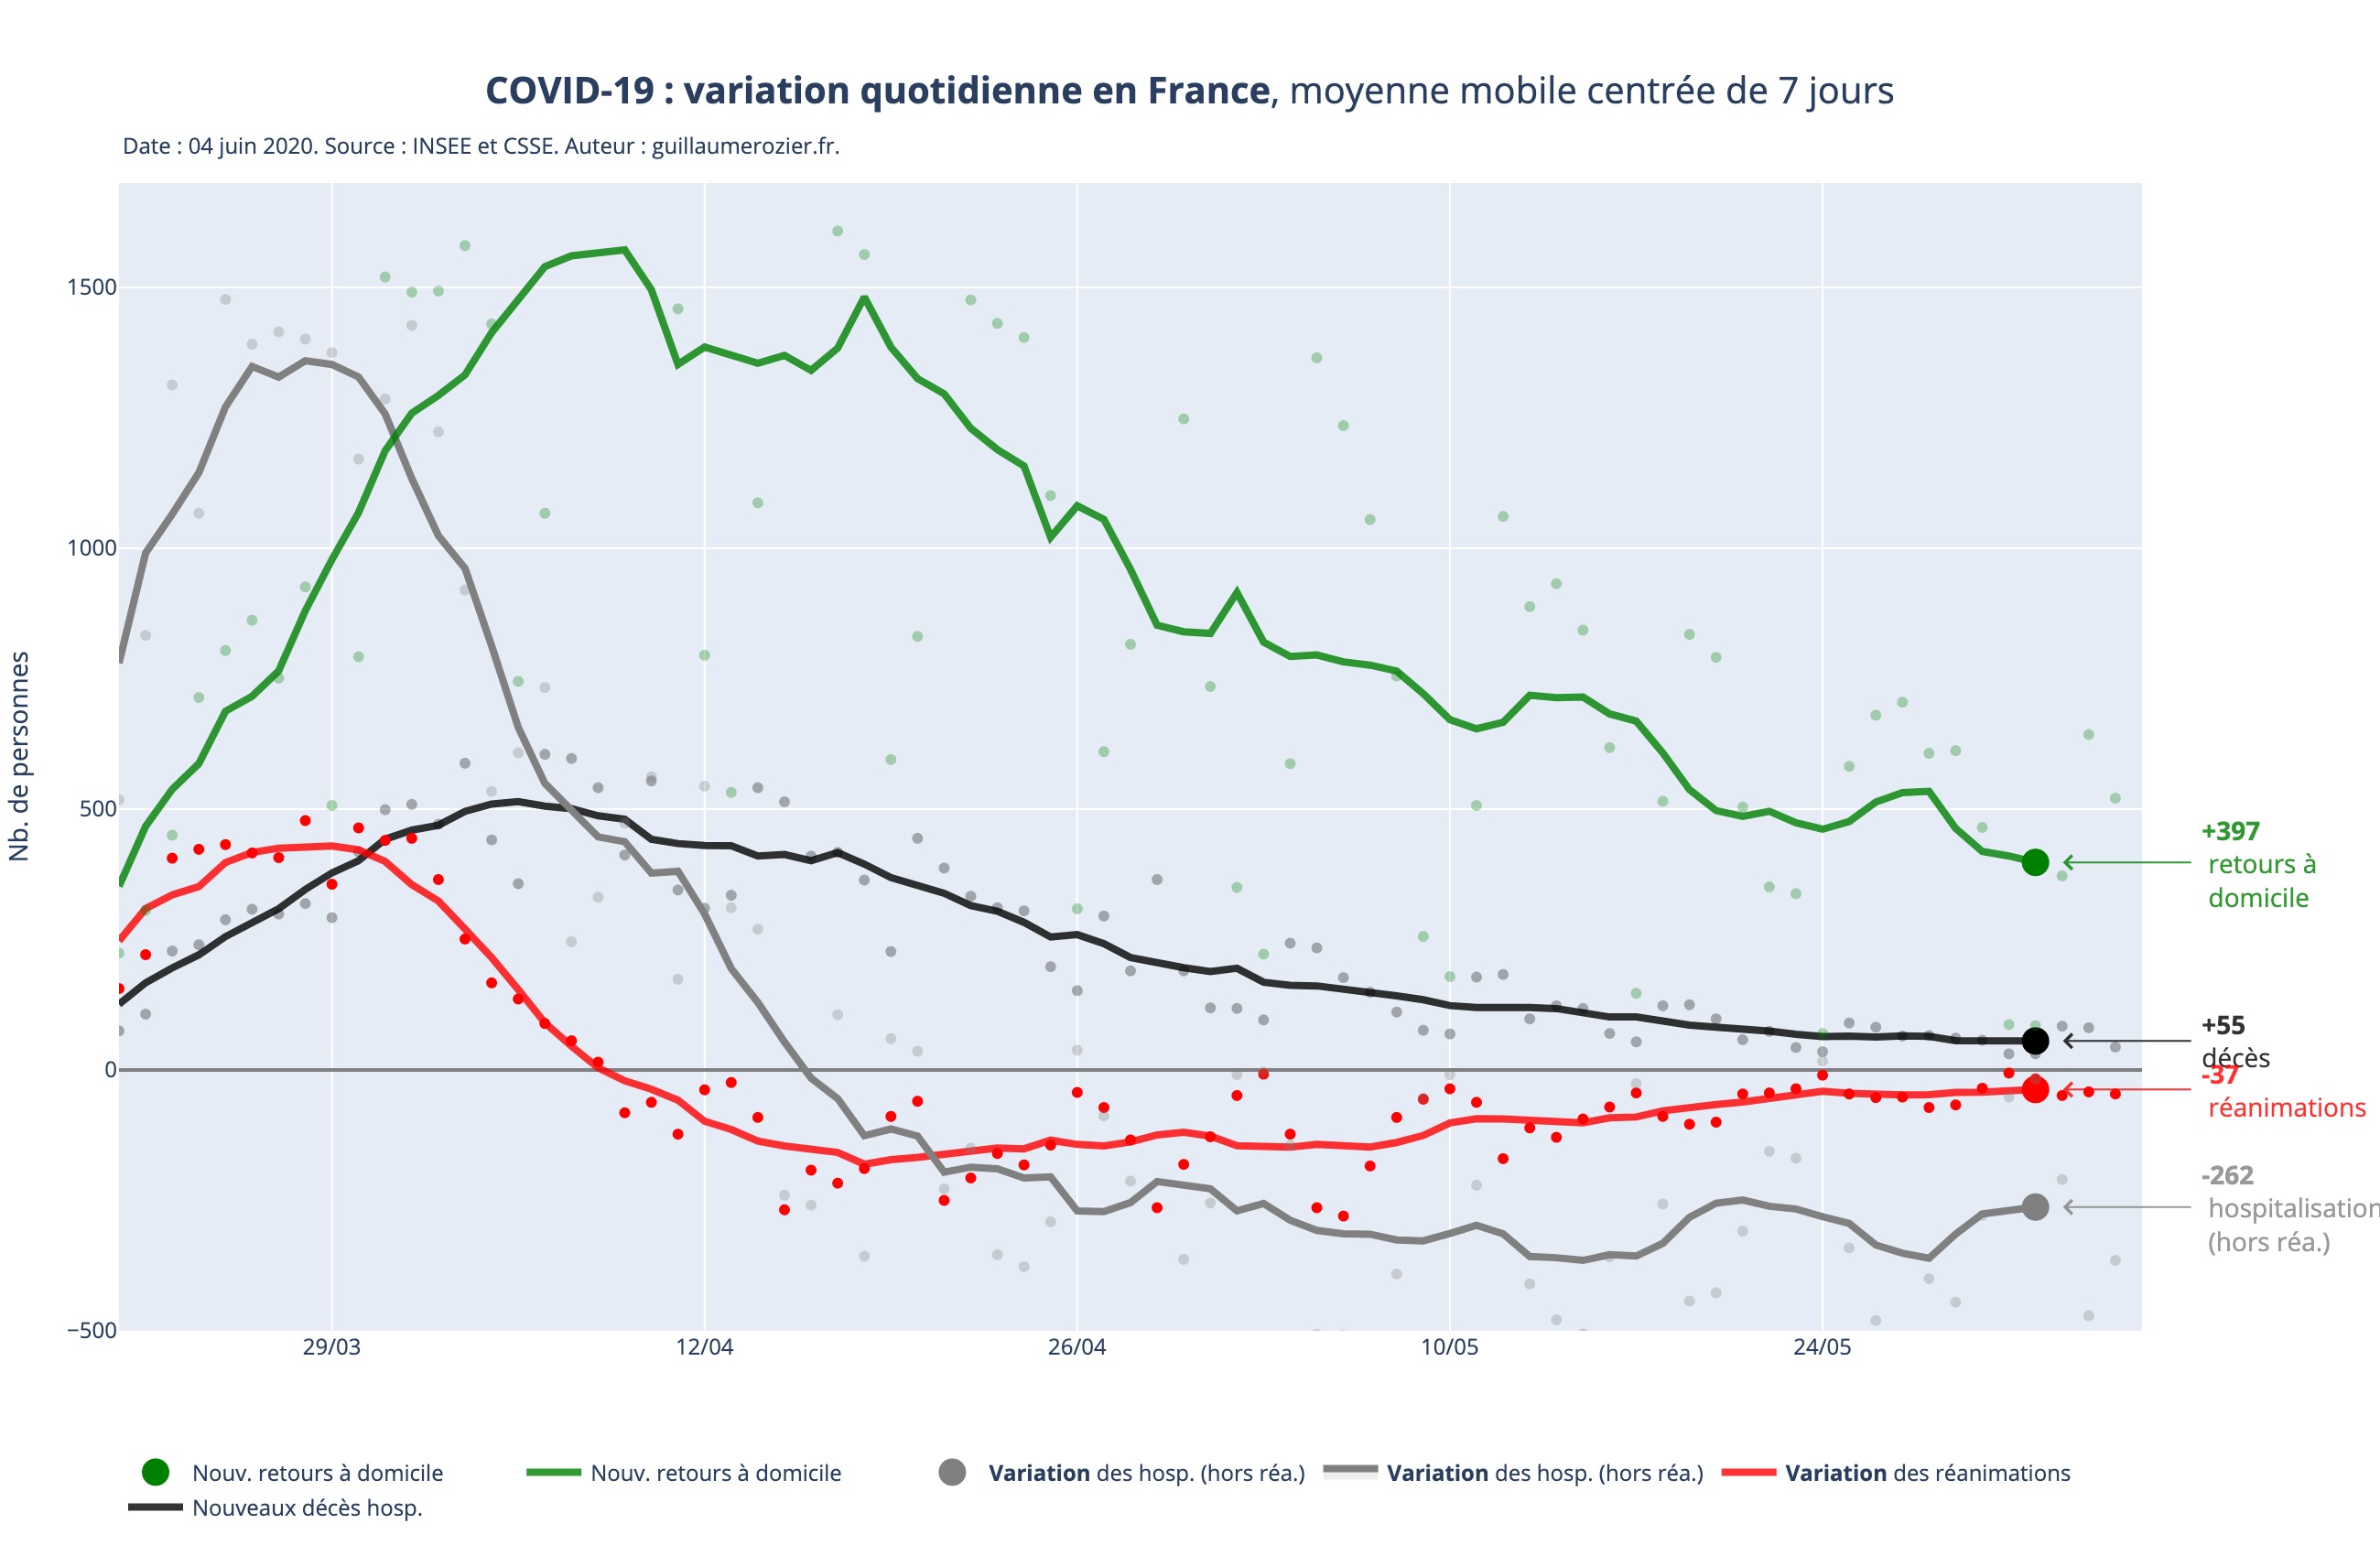 COVID-19 : variation quotidienne en France, moyenne mobile centrée de 7 jours
Date : 04 juin 2020. Source : INSEE et CSSE. Auteur : guillaumerozier.fr.
Nb. de personnes
1500
1000
500
0
−500
29/03
12/04
26/04
10/05
24/05
+397
retours à
domicile
+55
décès
-37
réanimations
-262
hospitalisation
(hors réa.)
Nouv. retours à domicile
Nouv. retours à domicile
Variation des hosp. (hors réa.)
Variation des hosp. (hors réa.)
Variation des réanimations
Nouveaux décès hosp.